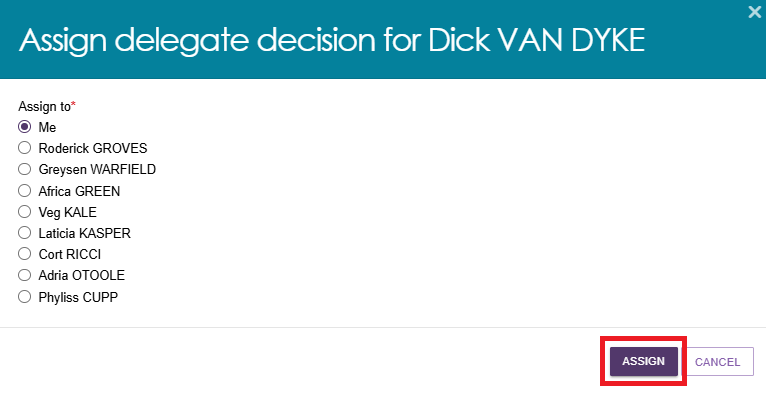 Assign delegate decision for Dick VAN DYKE
Assign to*
Me
Roderick GROVES
Greysen WARFIELD
Africa GREEN
Veg KALE
Laticia KASPER
Cort RICCI
Adria OTOOLE
Phyliss CUPP
ASSIGN CANCEL